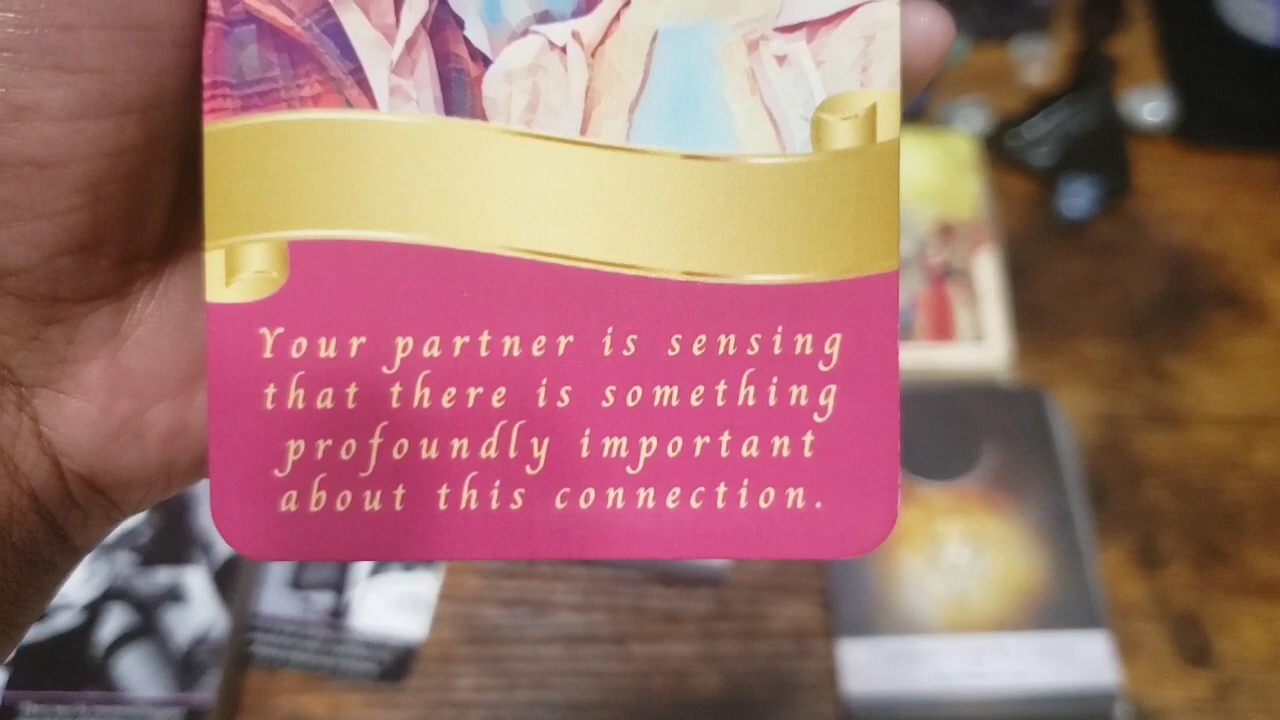 Your partner is sensing
that there is something
profoundly important
about this connection.